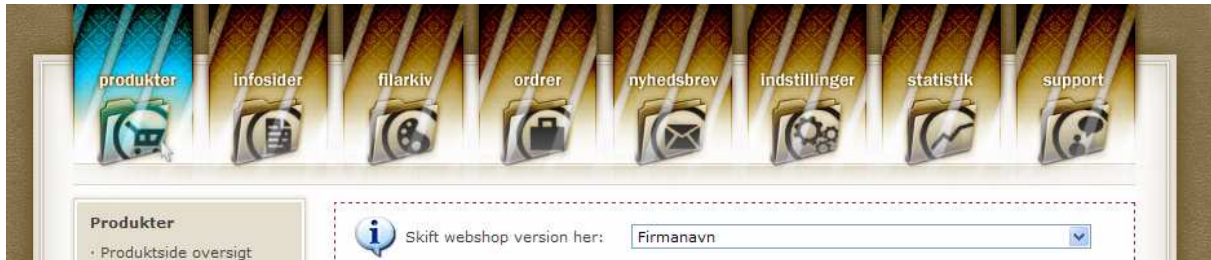 produkter infosider filarkiv ordrer nyhedsbrev indstillinger statistik support
Produkter
· Produktside oversigt
Skift webshop version her: Firmanavn